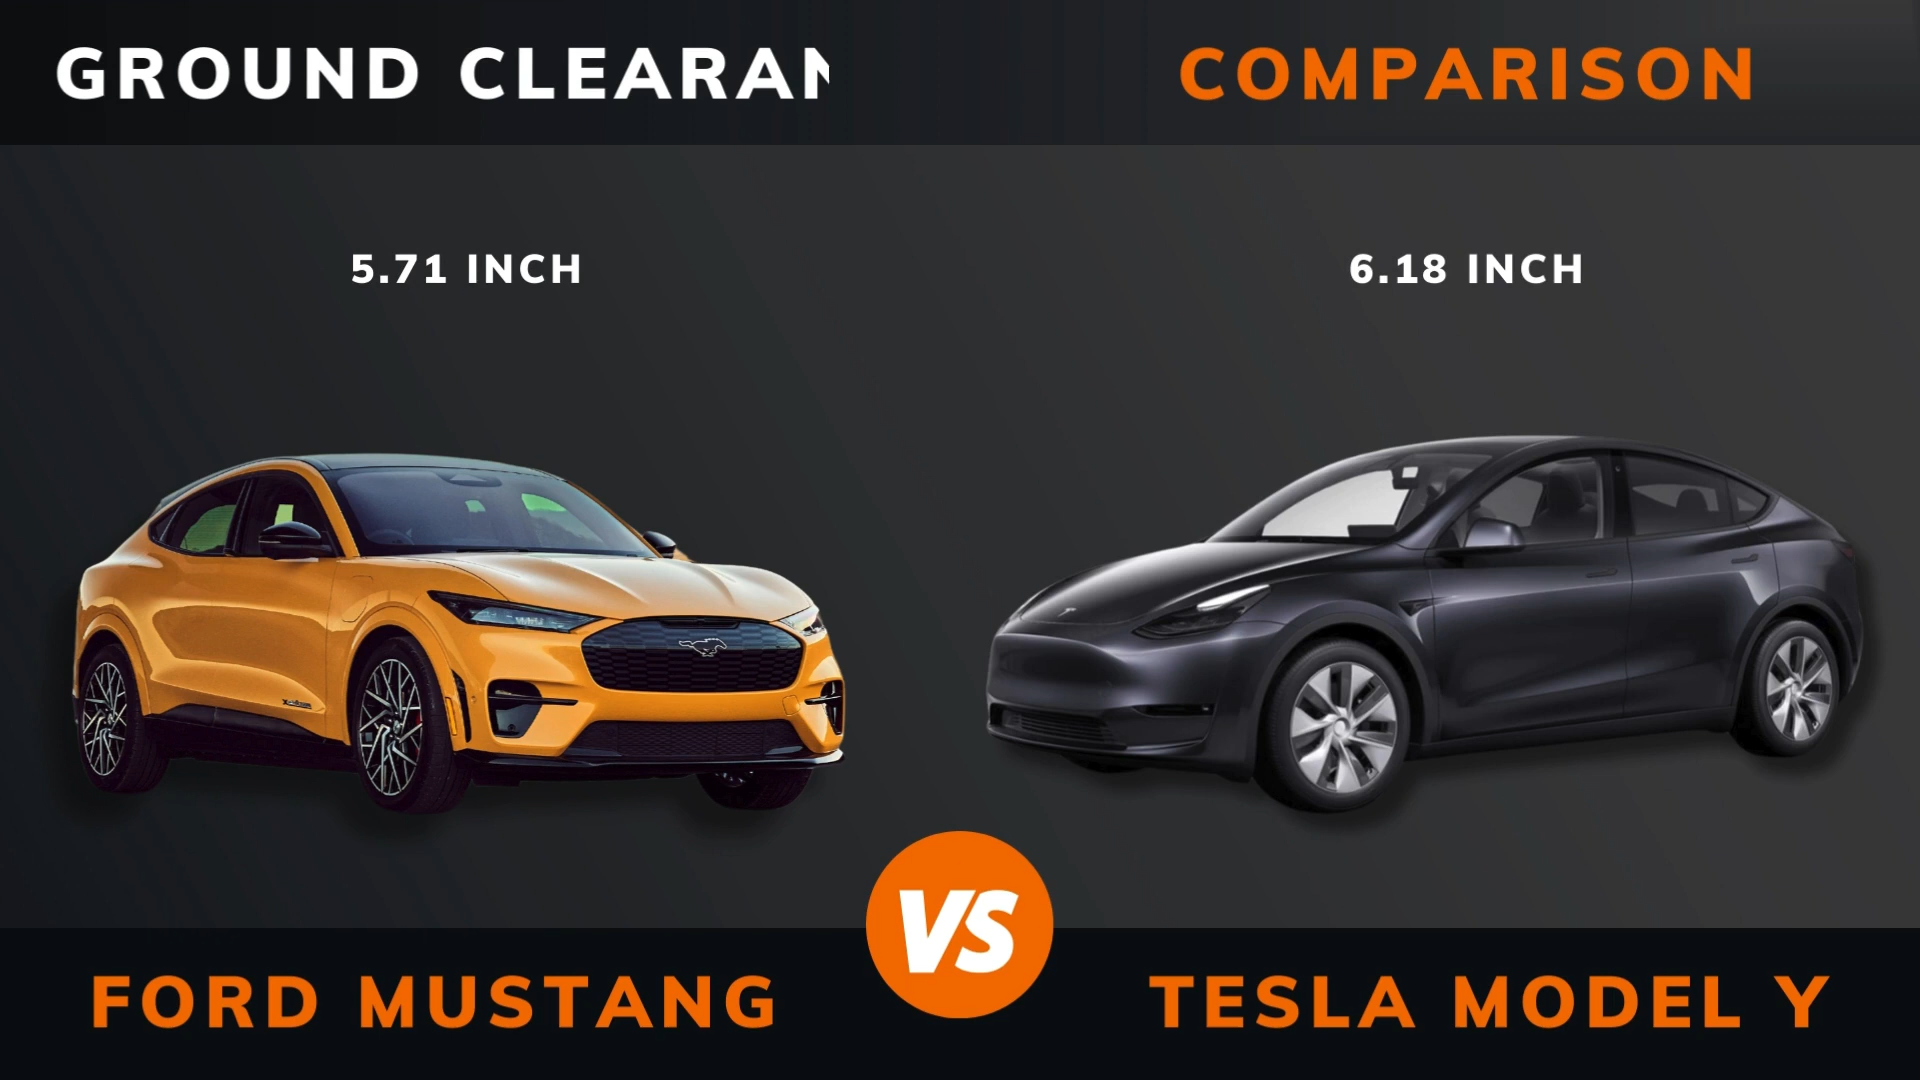 GROUND CLEARAN
COMPARISON
5.71 INCH
6.18 INCH
VS
FORD MUSTANG
TESLA MODEL Y